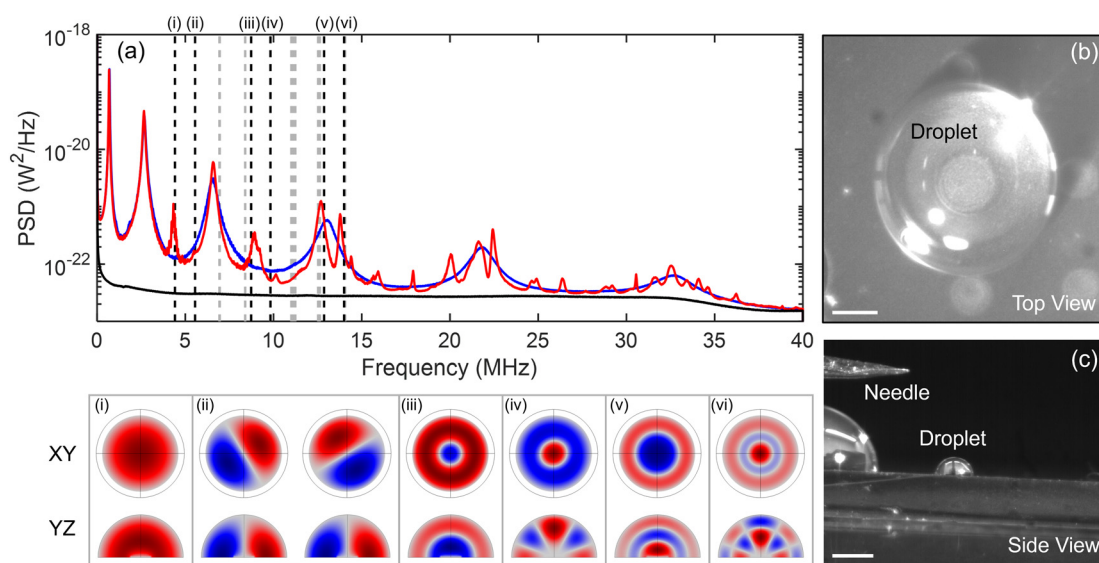 (i) (ii) (iii) (iv) (v) (vi)
(a)
10⁻¹⁸
10⁻²⁰
10⁻²²
PSD (W²/Hz)
0 5 10 15 20 25 30 35 40
Frequency (MHz)
(b)
Droplet
Top View
(c)
Needle
Droplet
Side View
(i) (ii) (iii) (iv) (v) (vi)
XY
YZ